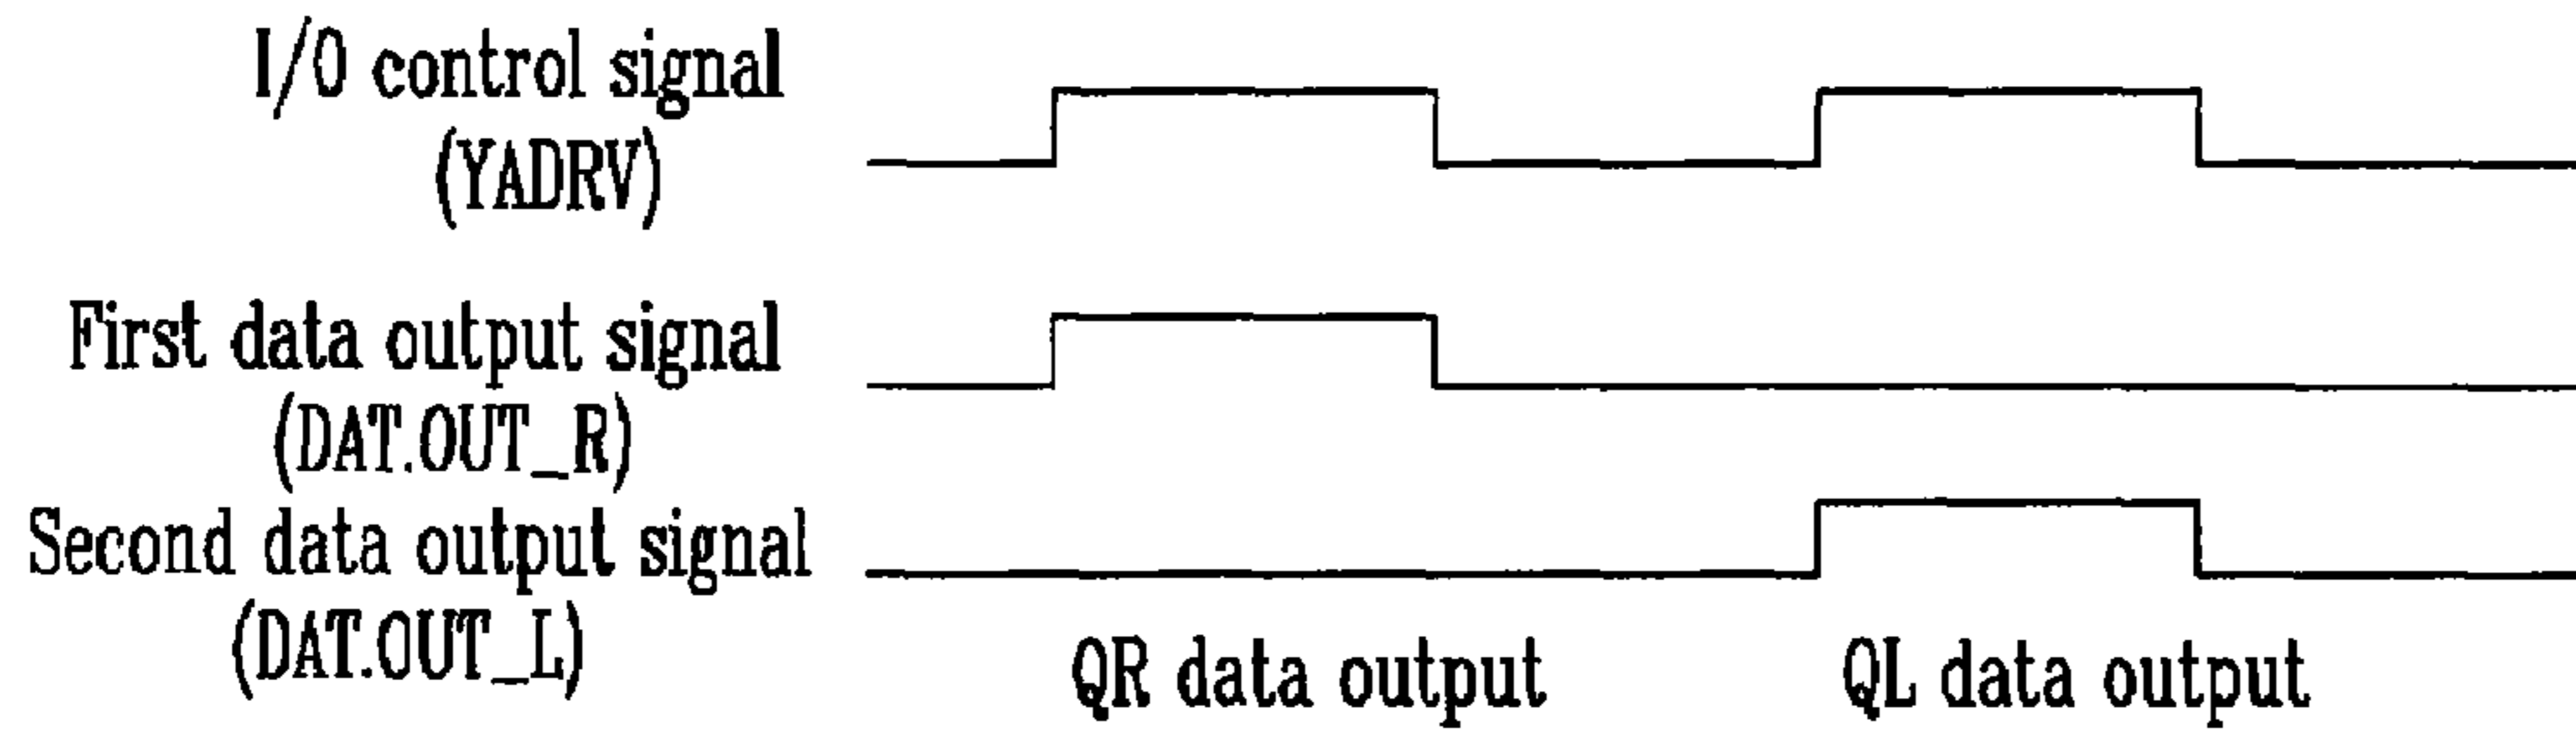 I/O control signal
(YADRV)
First data output signal
(DAT.OUT_R)
Second data output signal
(DAT.OUT_L)
QR data output
QL data output